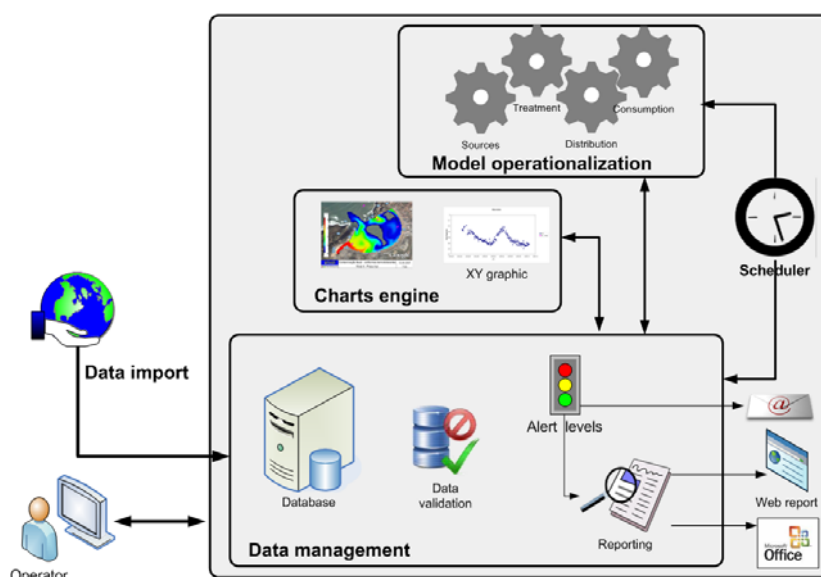 Treatment
Consumption
Sources
Distribution
Model operationalization
XY graphic
Charts engine
Scheduler
Data import
Alert levels
@
Database
Data
validation
Web report
Reporting
Data management
Microsoft
Office
Operator